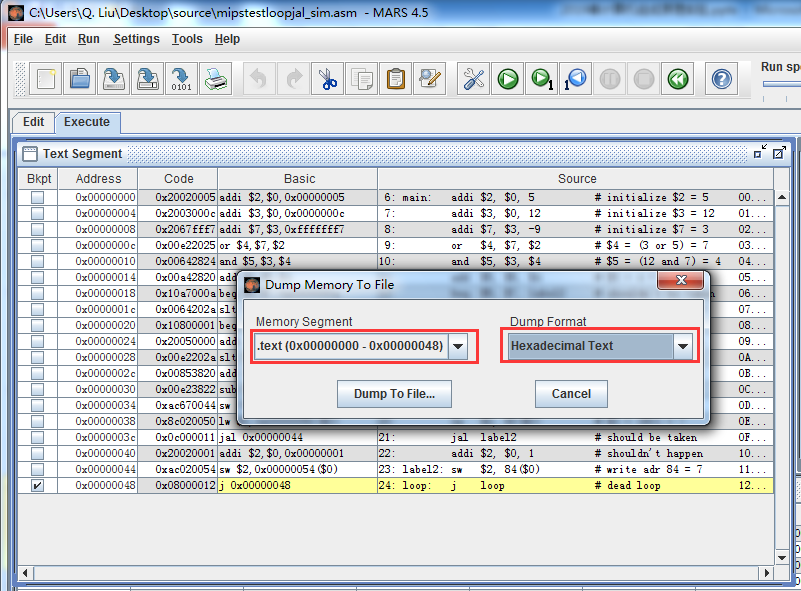 C:\Users\Q. Liu\Desktop\source\mipstestloopjal_sim.asm - MARS 4.5
File Edit Run Settings Tools Help
Run spe
Edit Execute
Text Segment
Bkpt Address Code Basic Source
0x00000000 0x20020005 addi $2,$0,0x00000005 6: main: addi $2, $0, 5 # initialize $2 = 5 00...
0x00000004 0x2003000c addi $3,$0,0x0000000c 7: addi $3, $0, 12 # initialize $3 = 12 01...
0x00000008 0x2067fff7 addi $7,$3,0xfffffff7 8: addi $7, $3, -9 # initialize $7 = 3 02...
0x0000000c 0x00e22025 or $4,$7,$2 9: or $4, $7, $2 # $4 = (3 or 5) = 7 03...
0x00000010 0x00642824 and $5,$3,$4 10: and $5, $3, $4 # $5 = (12 and 7) = 4 04...
0x00000014 0x00a42820 add 05...
0x00000018 0x10a7000a beq 06...
0x0000001c 0x0064202a slt 07...
0x00000020 0x10800001 beq 08...
0x00000024 0x20050000 add 09...
0x00000028 0x00e2202a slt 0A...
0x0000002c 0x00853820 add 0B...
0x00000030 0x00e23822 sub 0C...
0x00000034 0xac670044 sw 0D...
0x00000038 0x8c020050 lw 0E...
0x0000003c 0x0c000011 jal 0x00000044 21: jal label2 # should be taken 0F...
0x00000040 0x20020001 addi $2,$0,0x00000001 22: addi $2, $0, 1 # shouldn't happen 10...
0x00000044 0xac020054 sw $2,0x00000054($0) 23: label2: sw $2, 84($0) # write adr 84 = 7 11...
0x00000048 0x08000012 j 0x00000048 24: loop: j loop # dead loop 12...
Dump Memory To File
Memory Segment Dump Format
.text (0x00000000 - 0x00000048) Hexadecimal Text
Dump To File... Cancel